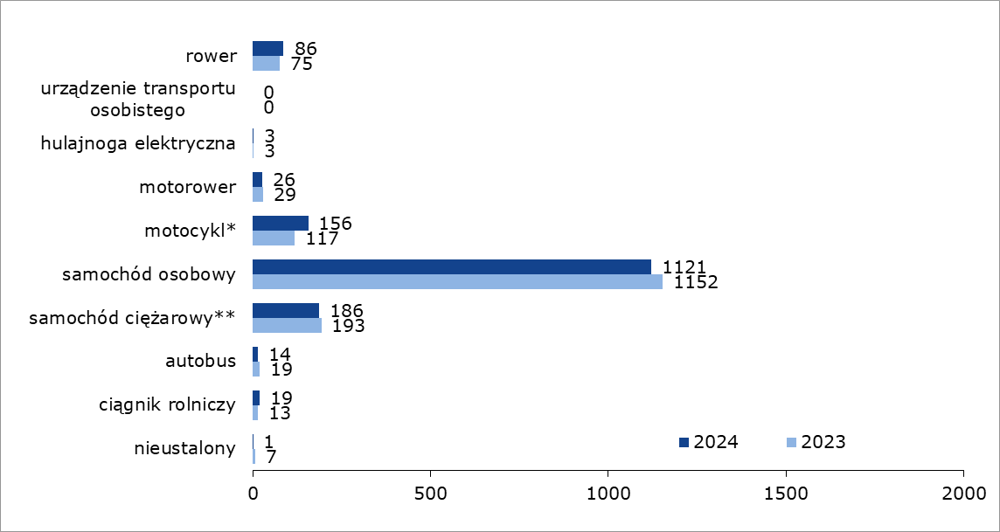 rower
86
75
urządzenie transportu
osobistego
0
0
hulajnoga elektryczna
3
3
motorower
26
29
motocykl*
156
117
samochód osobowy
1121
1152
samochód ciężarowy**
186
193
autobus
14
19
ciągnik rolniczy
19
13
nieustalony
1
7
2024 2023
0 500 1000 1500 2000